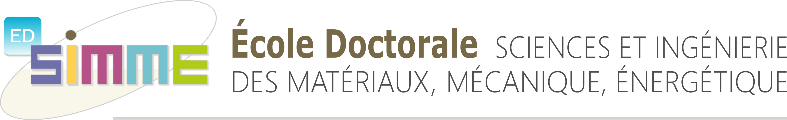 ED
SIMME
École Doctorale SCIENCES ET INGÉNIERIE
DES MATÉRIAUX, MÉCANIQUE, ÉNERGÉTIQUE